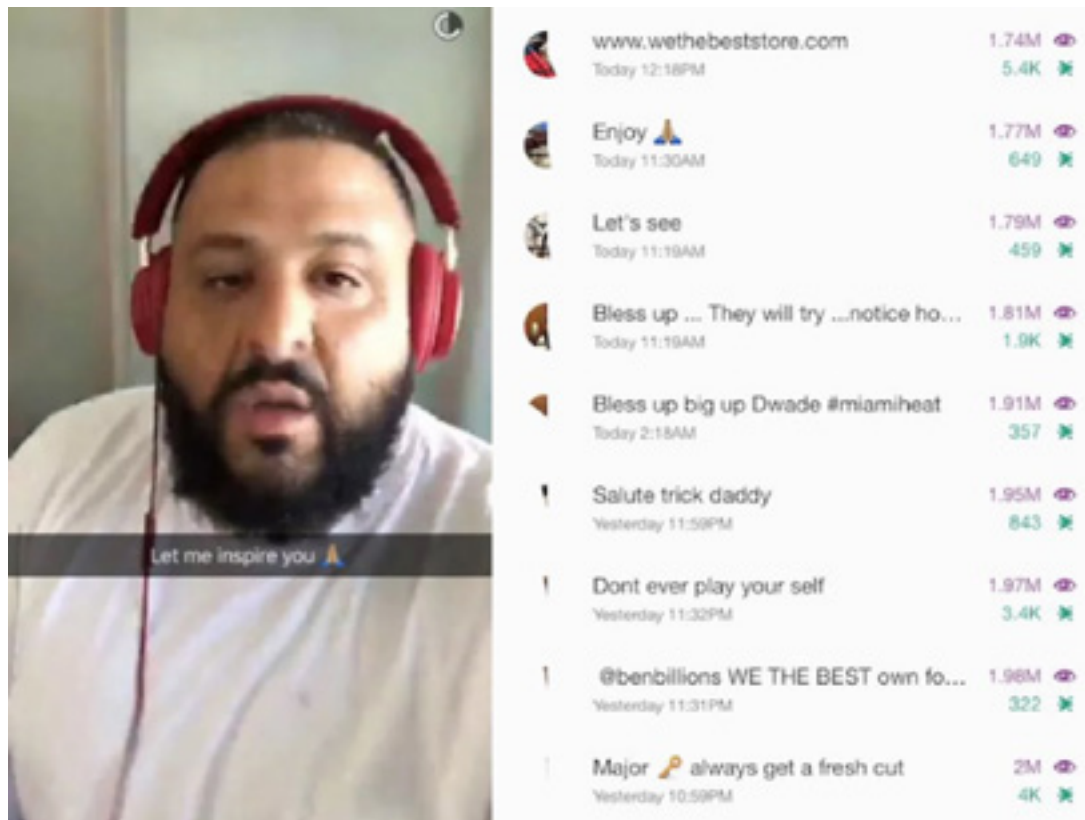 Let me inspire you 🙏🏽
www.wethebeststore.com
1.74M
Today 12:18PM
5.4K
Enjoy 🙏🏽
1.77M
Today 11:30AM
649
Let's see
1.79M
Today 11:19AM
459
Bless up ... They will try ...notice ho...
1.81M
Today 11:19AM
1.9K
Bless up big up Dwade #miamiheat
1.91M
Today 2:18AM
357
Salute trick daddy
1.95M
Yesterday 11:59PM
843
Dont ever play your self
1.97M
Yesterday 11:32PM
3.4K
@benbillions WE THE BEST own fo...
1.98M
Yesterday 11:31PM
322
Major 🔑 always get a fresh cut
2M
Yesterday 10:59PM
4K